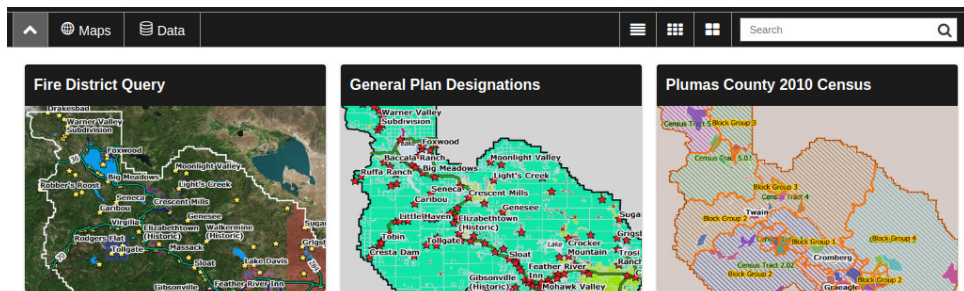 Maps Data Search
Fire District Query
Drakesbad
Warner Valley
Subdivision
Foxwood
36
Big Meadows
Moonlight Valley
Robber's Roost
Light's Creek
Seneca
Crescent Mills
Caribou
Genesee
Virgilia
Elizabethtown
(Historic)
Walkermine
(Historic)
Rodgers Flat
Massack
Tollgate
Sloat
Lake Davis
Gibsonville
Feather River
Inn
General Plan Designations
Warner Valley
Subdivision
Foxwood
Baccala Ranch
Moonlight Valley
Ruffa Ranch
Big Meadows
Light's Creek
Seneca
Crescent Mills
Caribou
Genesee
Little Haven
Elizabethtown
(Historic)
Tobin
Tollgate
Lake
Crocker
Mountain
Cresta Dam
Sloat
Feather River
Inn
Gibsonville
(Historic)
Mohawk Valley
Plumas County 2010 Census
Census Tract 5
Block Group 3
Census Tract 5.01
Block Group 3
Census Tract 4
Twain
Block Group 2
Block Group 1
Block Group 4
Census Tract 2.02
Cromberg
Block Group 2
Block Group 2
Graeagle